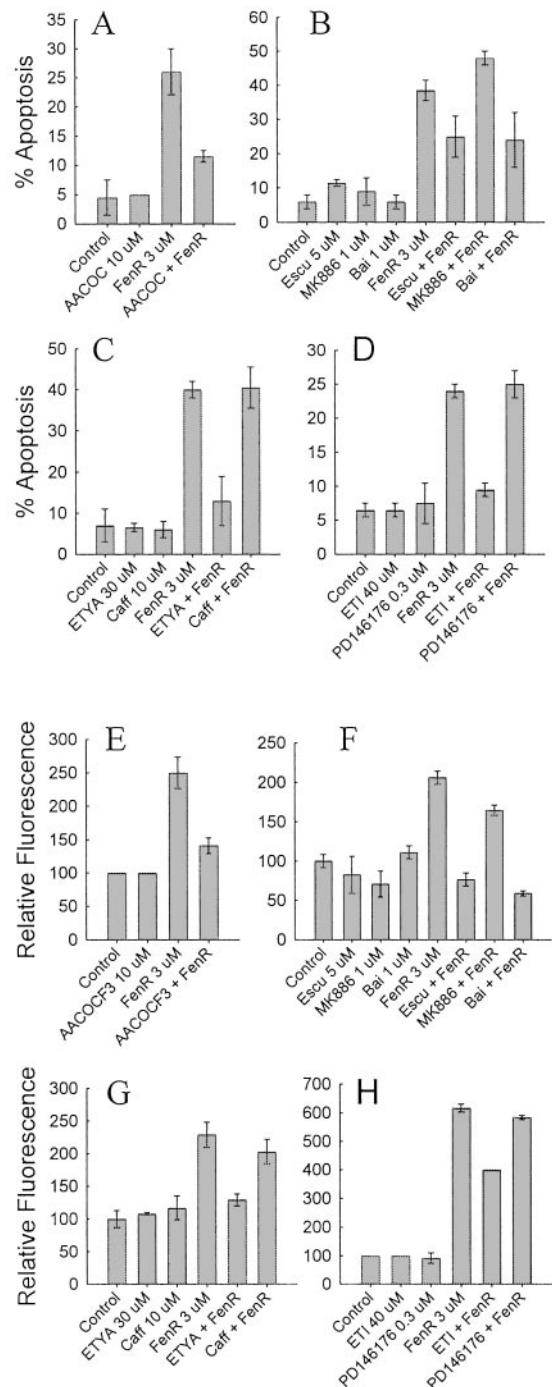 A
% Apoptosis
35
30
25
20
15
10
5
0
Control
AACOC 10 uM
FenR 3 uM
AACOC + FenR
B
60
50
40
30
20
10
0
Control
Escu 5 uM
MK886 1 uM
Bai 1 uM
FenR 3 uM
Escu + FenR
MK886 + FenR
Bai + FenR
C
% Apoptosis
50
40
30
20
10
0
Control
ETYA 30 uM
Caff 10 uM
FenR 3 uM
ETYA + FenR
Caff + FenR
D
25
20
15
10
5
0
Control
ETI 40 uM
PD146176 0.3 uM
FenR 3 uM
ETI + FenR
PD146176 + FenR
E
Relative Fluorescence
300
250
200
150
100
50
0
Control
AACOCF3 10 uM
FenR 3 uM
AACOCF3 + FenR
F
250
200
150
100
50
0
Control
Escu 5 uM
MK886 1 uM
Bai 1 uM
FenR 3 uM
Escu + FenR
MK886 + FenR
Bai + FenR
G
Relative Fluorescence
300
250
200
150
100
50
0
Control
ETYA 30 uM
Caff 10 uM
FenR 3 uM
ETYA + FenR
Caff + FenR
H
700
600
500
400
300
200
100
0
Control
ETI 40 uM
PD146176 0.3 uM
FenR 3 uM
ETI + FenR
PD146176 + FenR